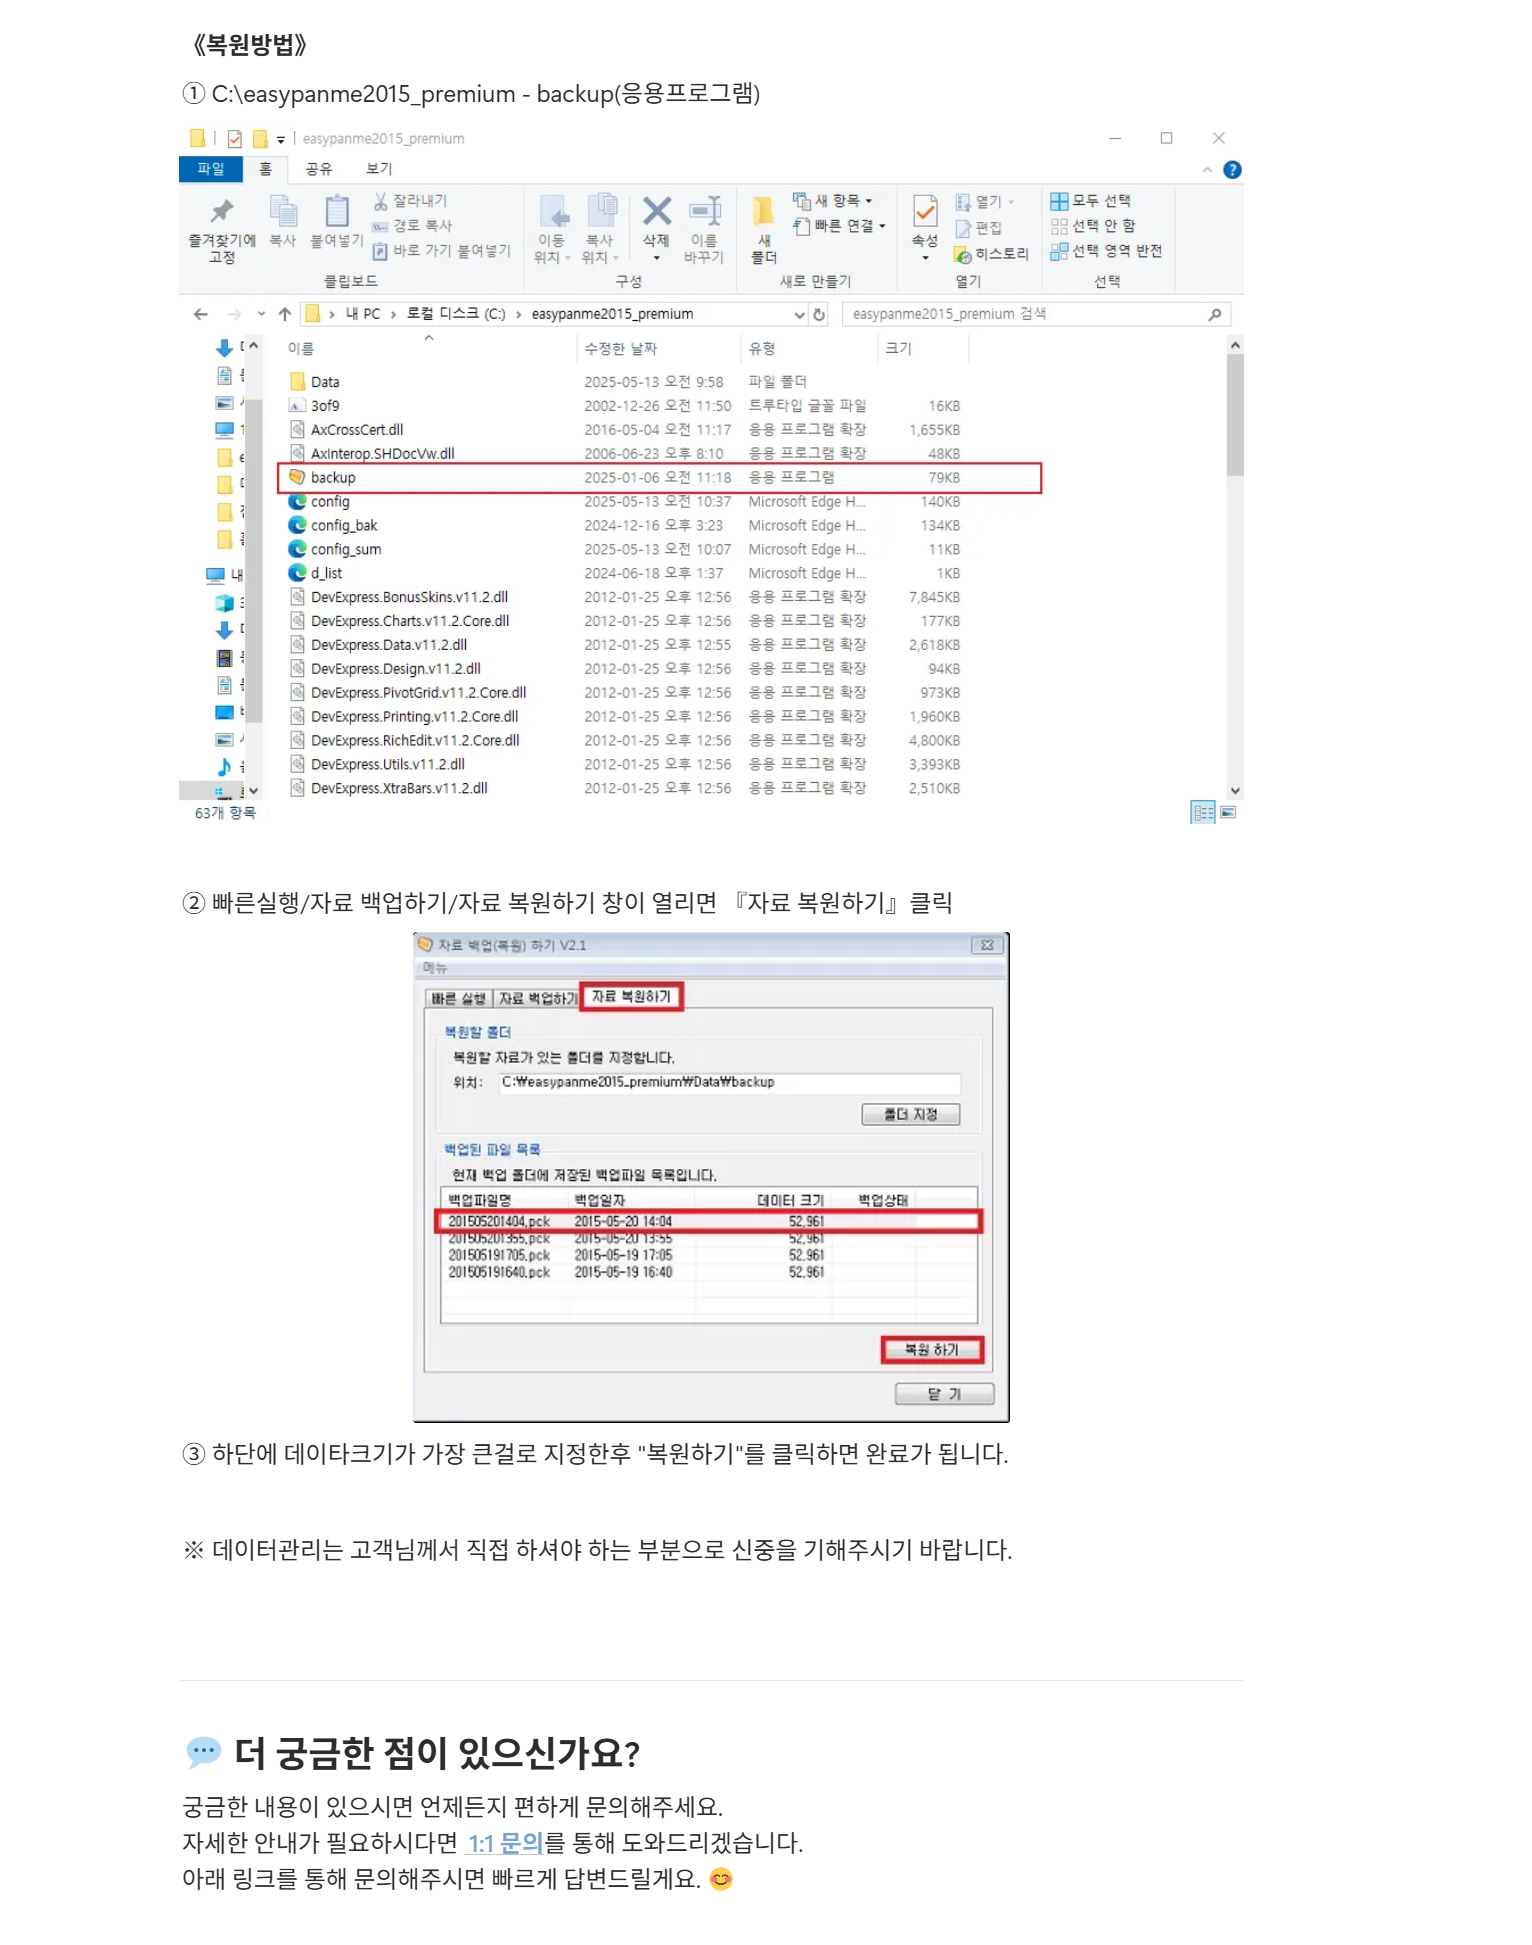 《복원방법》
① C:\easypanme2015_premium - backup(응용프로그램)
easypanme2015_premium
파일 홈 공유 보기
즐겨찾기에 고정
복사
붙여넣기
잘라내기
경로 복사
바로 가기 붙여넣기
클립보드
이동 위치
복사 위치
삭제
이름 바꾸기
구성
새 폴더
새 항목
빠른 연결
새로 만들기
속성
열기
편집
히스토리
열기
모두 선택
선택 안 함
선택 영역 반전
선택
내 PC › 로컬 디스크 (C:) › easypanme2015_premium
easypanme2015_premium 검색
이름 수정한 날짜 유형 크기
Data 2025-05-13 오전 9:58 파일 폴더
3of9 2002-12-26 오전 11:50 트루타입 글꼴 파일 16KB
AxCrossCert.dll 2016-05-04 오전 11:17 응용 프로그램 확장 1,655KB
AxInterop.SHDocVw.dll 2006-06-23 오후 8:10 응용 프로그램 확장 48KB
backup 2025-01-06 오전 11:18 응용 프로그램 79KB
config 2025-05-13 오전 10:37 Microsoft Edge H... 140KB
config_bak 2024-12-16 오후 3:23 Microsoft Edge H... 134KB
config_sum 2025-05-13 오전 10:07 Microsoft Edge H... 11KB
d_list 2024-06-18 오후 1:37 Microsoft Edge H... 1KB
DevExpress.BonusSkins.v11.2.dll 2012-01-25 오후 12:56 응용 프로그램 확장 7,845KB
DevExpress.Charts.v11.2.Core.dll 2012-01-25 오후 12:56 응용 프로그램 확장 177KB
DevExpress.Data.v11.2.dll 2012-01-25 오후 12:55 응용 프로그램 확장 2,618KB
DevExpress.Design.v11.2.dll 2012-01-25 오후 12:56 응용 프로그램 확장 94KB
DevExpress.PivotGrid.v11.2.Core.dll 2012-01-25 오후 12:56 응용 프로그램 확장 973KB
DevExpress.Printing.v11.2.Core.dll 2012-01-25 오후 12:56 응용 프로그램 확장 1,960KB
DevExpress.RichEdit.v11.2.Core.dll 2012-01-25 오후 12:56 응용 프로그램 확장 4,800KB
DevExpress.Utils.v11.2.dll 2012-01-25 오후 12:56 응용 프로그램 확장 3,393KB
DevExpress.XtraBars.v11.2.dll 2012-01-25 오후 12:56 응용 프로그램 확장 2,510KB
63개 항목
② 빠른실행/자료 백업하기/자료 복원하기 창이 열리면 『자료 복원하기』클릭
자료 백업(복원) 하기 V2.1
메뉴
빠른 실행 자료 백업하기 자료 복원하기
복원할 폴더
복원할 자료가 있는 폴더를 지정합니다.
위치: C:₩easypanme2015_premium₩Data₩backup
폴더 지정
백업된 파일 목록
현재 백업 폴더에 저장된 백업파일 목록입니다.
백업파일명 백업일자 데이터 크기 백업상태
201505201404.pck 2015-05-20 14:04 52,961
201505201355.pck 2015-05-20 13:55 52,961
201505191705.pck 2015-05-19 17:05 52,961
201505191640.pck 2015-05-19 16:40 52,961
복원 하기
닫 기
③ 하단에 데이타크기가 가장 큰걸로 지정한후 "복원하기"를 클릭하면 완료가 됩니다.
※ 데이터관리는 고객님께서 직접 하셔야 하는 부분으로 신중을 기해주시기 바랍니다.
더 궁금한 점이 있으신가요?
궁금한 내용이 있으시면 언제든지 편하게 문의해주세요.
자세한 안내가 필요하시다면 1:1 문의를 통해 도와드리겠습니다.
아래 링크를 통해 문의해주시면 빠르게 답변드릴게요. 😊